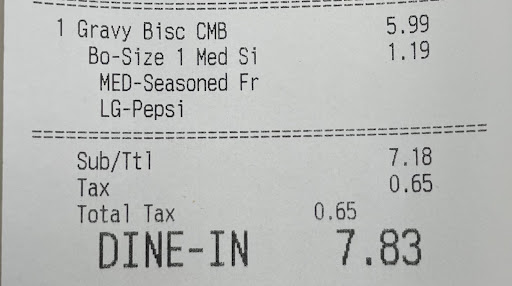 ==========================================
1 Gravy Bisc CMB 5.99
Bo-Size 1 Med Si 1.19
MED-Seasoned Fr
LG-Pepsi
==========================================
Sub/Ttl 7.18
Tax 0.65
Total Tax 0.65
DINE-IN 7.83